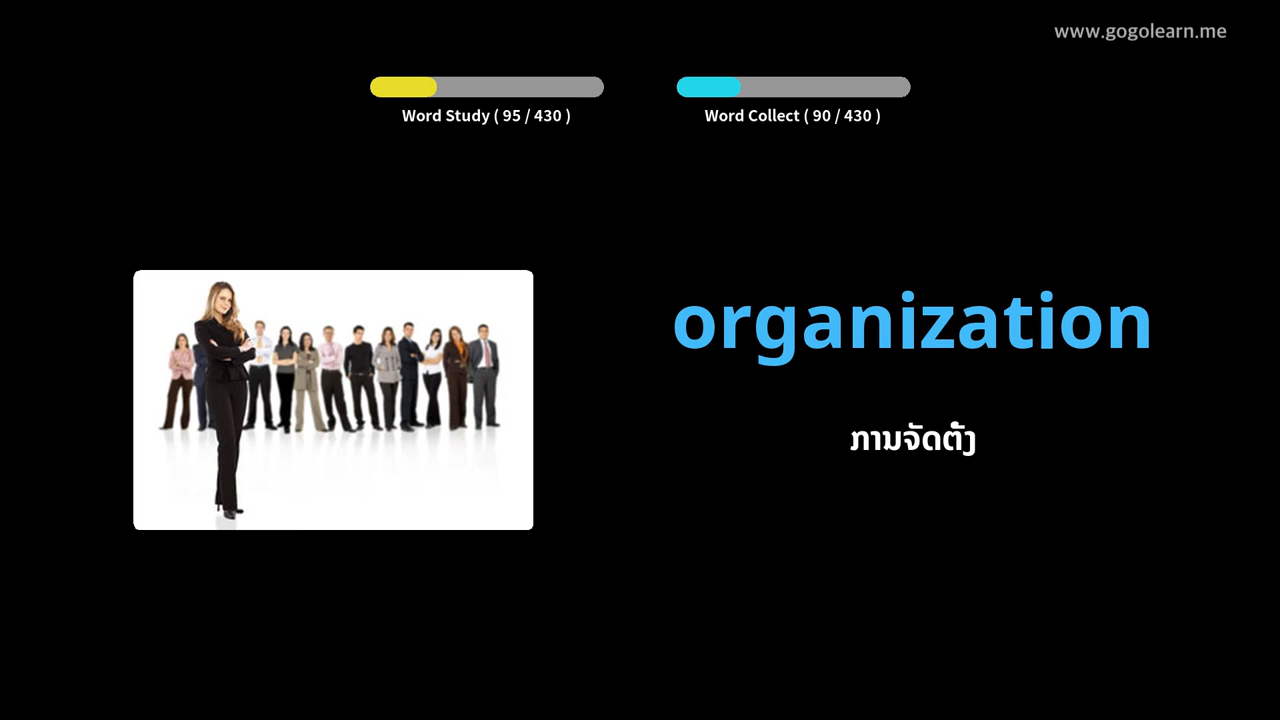 www.gogolearn.me
Word Study ( 95 / 430 )
Word Collect ( 90 / 430 )
organization
ການຈັດຕັ້ງ